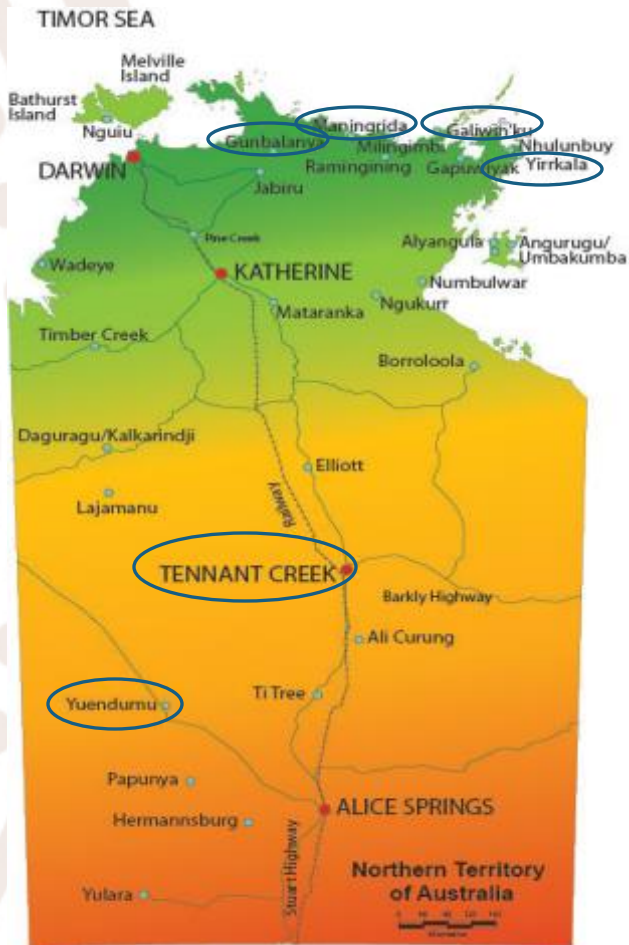 TIMOR SEA
Melville
Island
Bathurst
Island
Nguiu
DARWIN
Maningrida
Galiwin'ku
Gunbalanya
Milingimbi
Nhulunbuy
Ramingining
Gapuwiyak
Yirrkala
Jabiru
Pine Creek
Alyangula
Angurugu/
Umbakumba
Wadeye
KATHERINE
Numbulwar
Mataranka
Ngukurr
Timber Creek
Borroloola
Daguragu/Kalkarindji
Elliott
Lajamanu
Railway
TENNANT CREEK
Barkly Highway
Ali Curung
Yuendumu
Ti Tree
Papunya
ALICE SPRINGS
Hermannsburg
Stuart Highway
Northern Territory
of Australia
Yulara